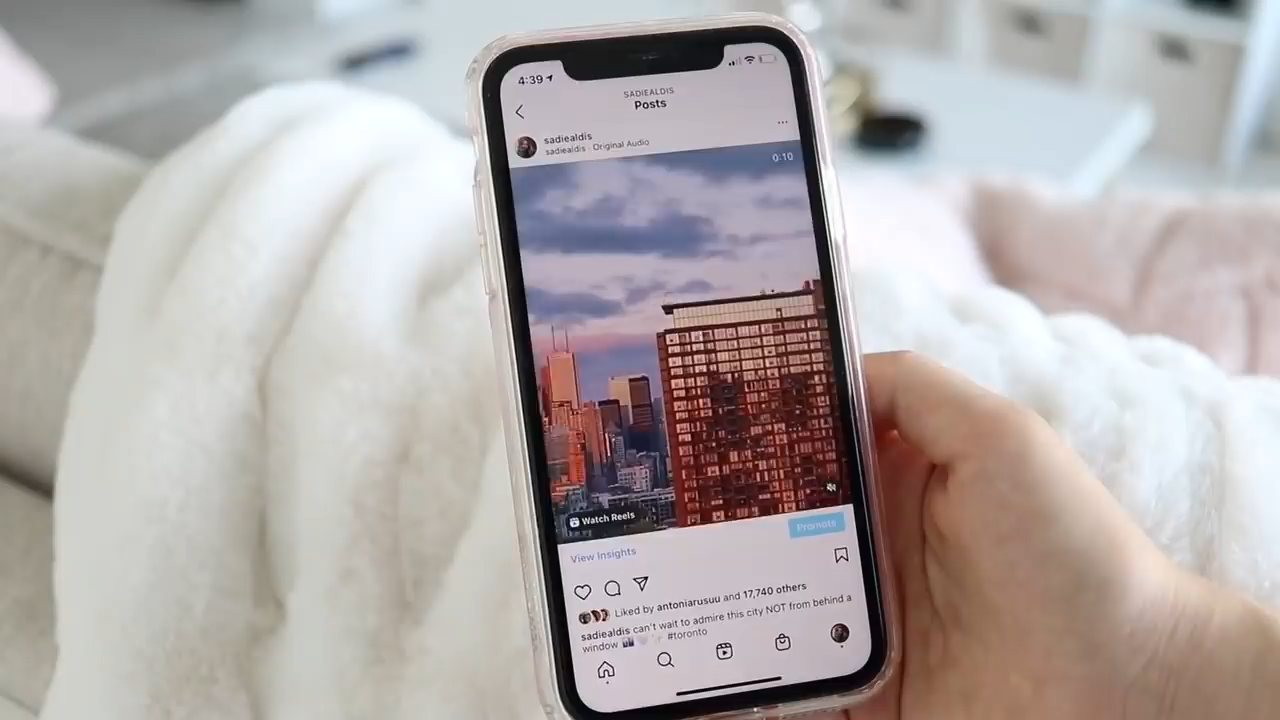 4:39
SADIEALDIS
Posts
sadiealdis
sadiealdis · Original Audio
0:10
Watch Reels
Promote
View Insights
Liked by antoniarusuu and 17,740 others
sadiealdis can't wait to admire this city NOT from behind a
window 🌃🤍✨ #toronto